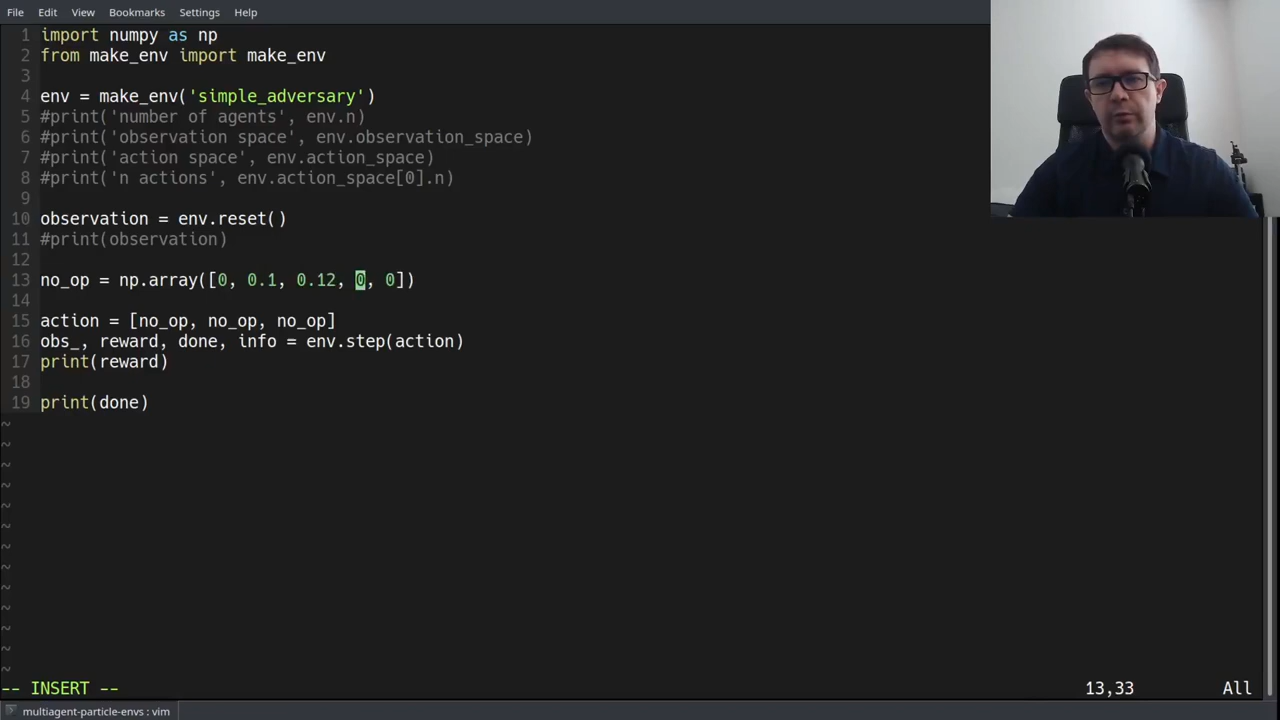 File Edit View Bookmarks Settings Help
1 import numpy as np
2 from make_env import make_env
3
4 env = make_env('simple_adversary')
5 #print('number of agents', env.n)
6 #print('observation space', env.observation_space)
7 #print('action space', env.action_space)
8 #print('n actions', env.action_space[0].n)
9
10 observation = env.reset()
11 #print(observation)
12
13 no_op = np.array([0, 0.1, 0.12, 0, 0])
14
15 action = [no_op, no_op, no_op]
16 obs_, reward, done, info = env.step(action)
17 print(reward)
18
19 print(done)
~
~
~
~
~
~
~
~
~
~
~
~
~
-- INSERT -- 13,33 All
multiagent-particle-envs : vim